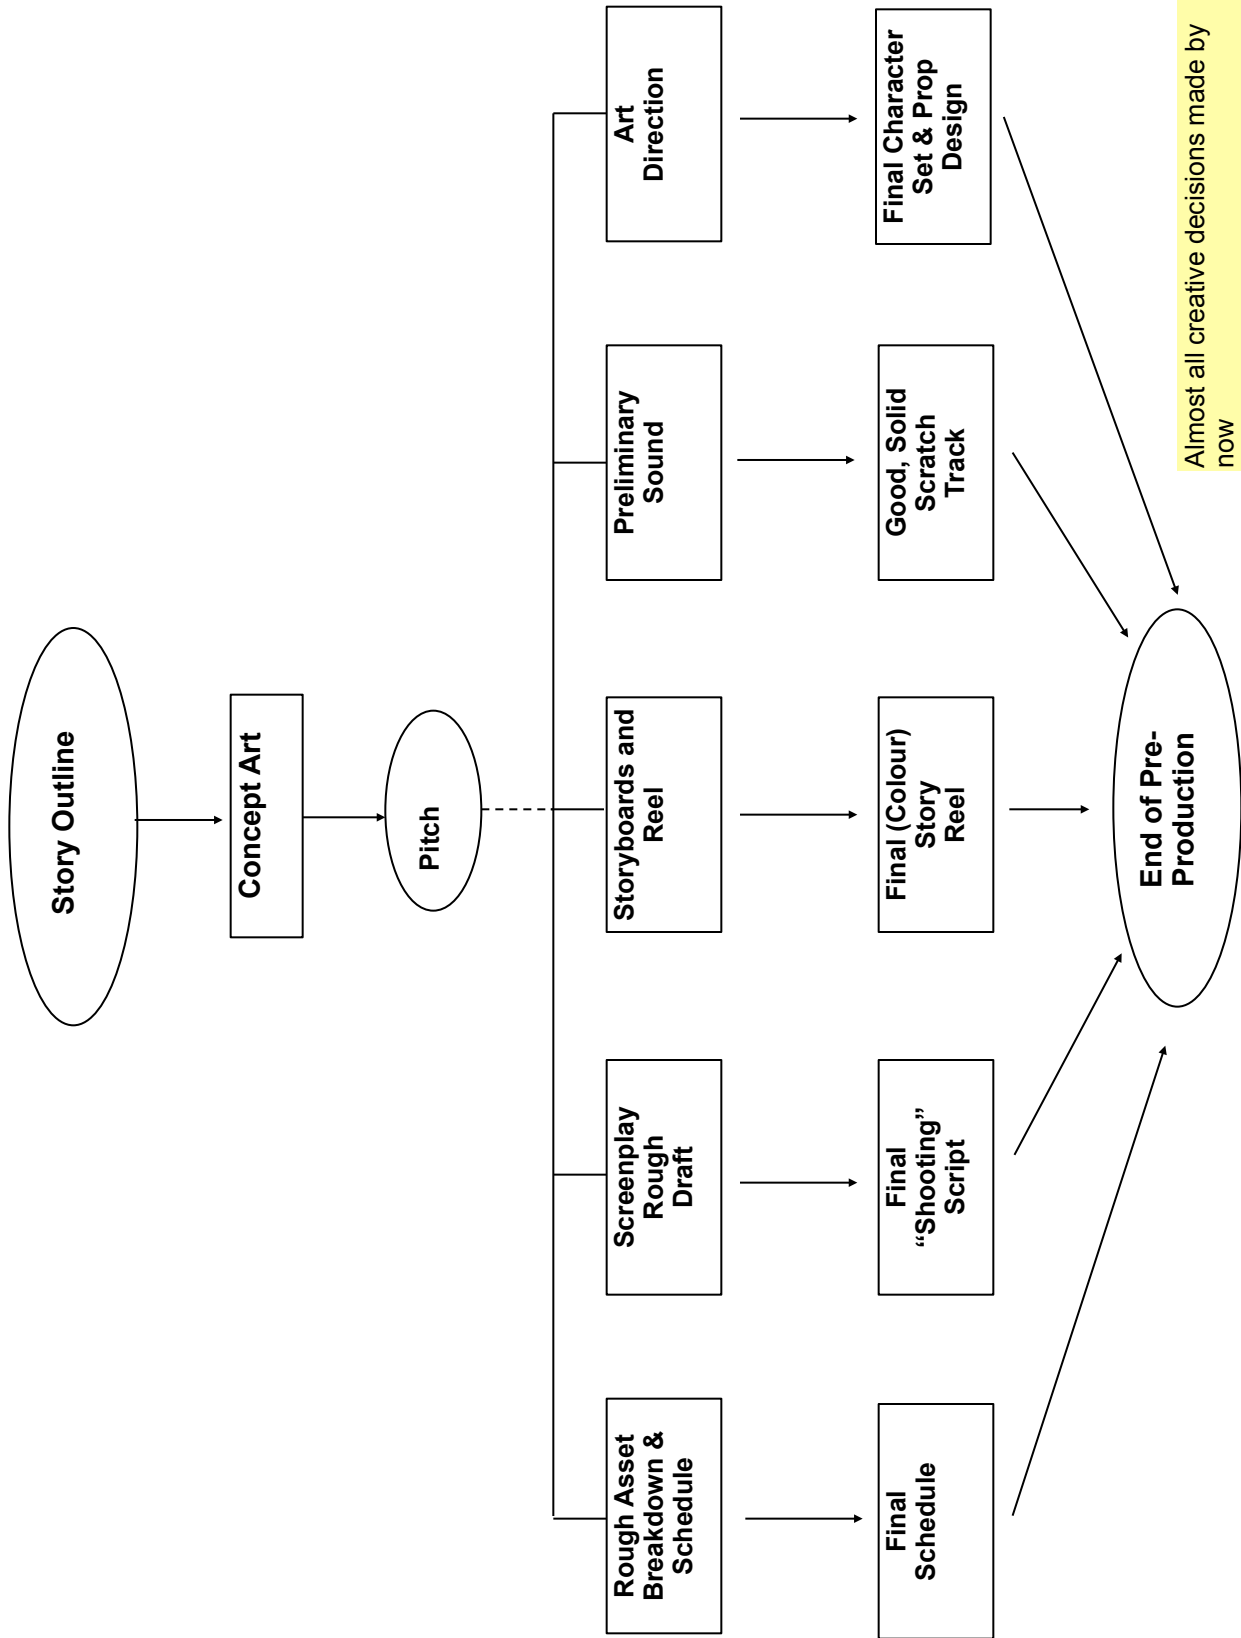 Story Outline
Concept Art
Pitch
Rough Asset
Breakdown &
Schedule
Screenplay
Rough
Draft
Storyboards and
Reel
Preliminary
Sound
Art
Direction
Final
Schedule
Final
“Shooting”
Script
Final (Colour)
Story
Reel
Good, Solid
Scratch
Track
Final Character
Set & Prop
Design
End of Pre-
Production
Almost all creative decisions made by
now